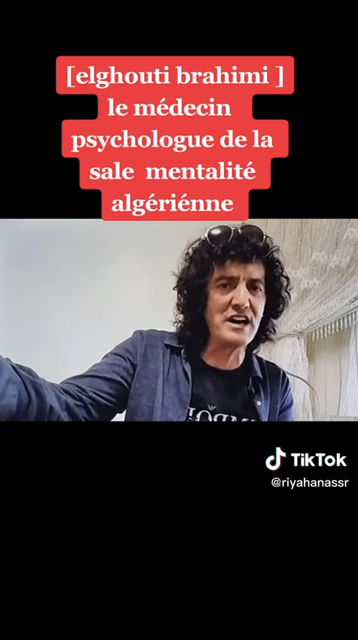 [elghouti brahimi ]
le médecin
psychologue de la
sale mentalité
algériénne
TikTok
@riyahanassr